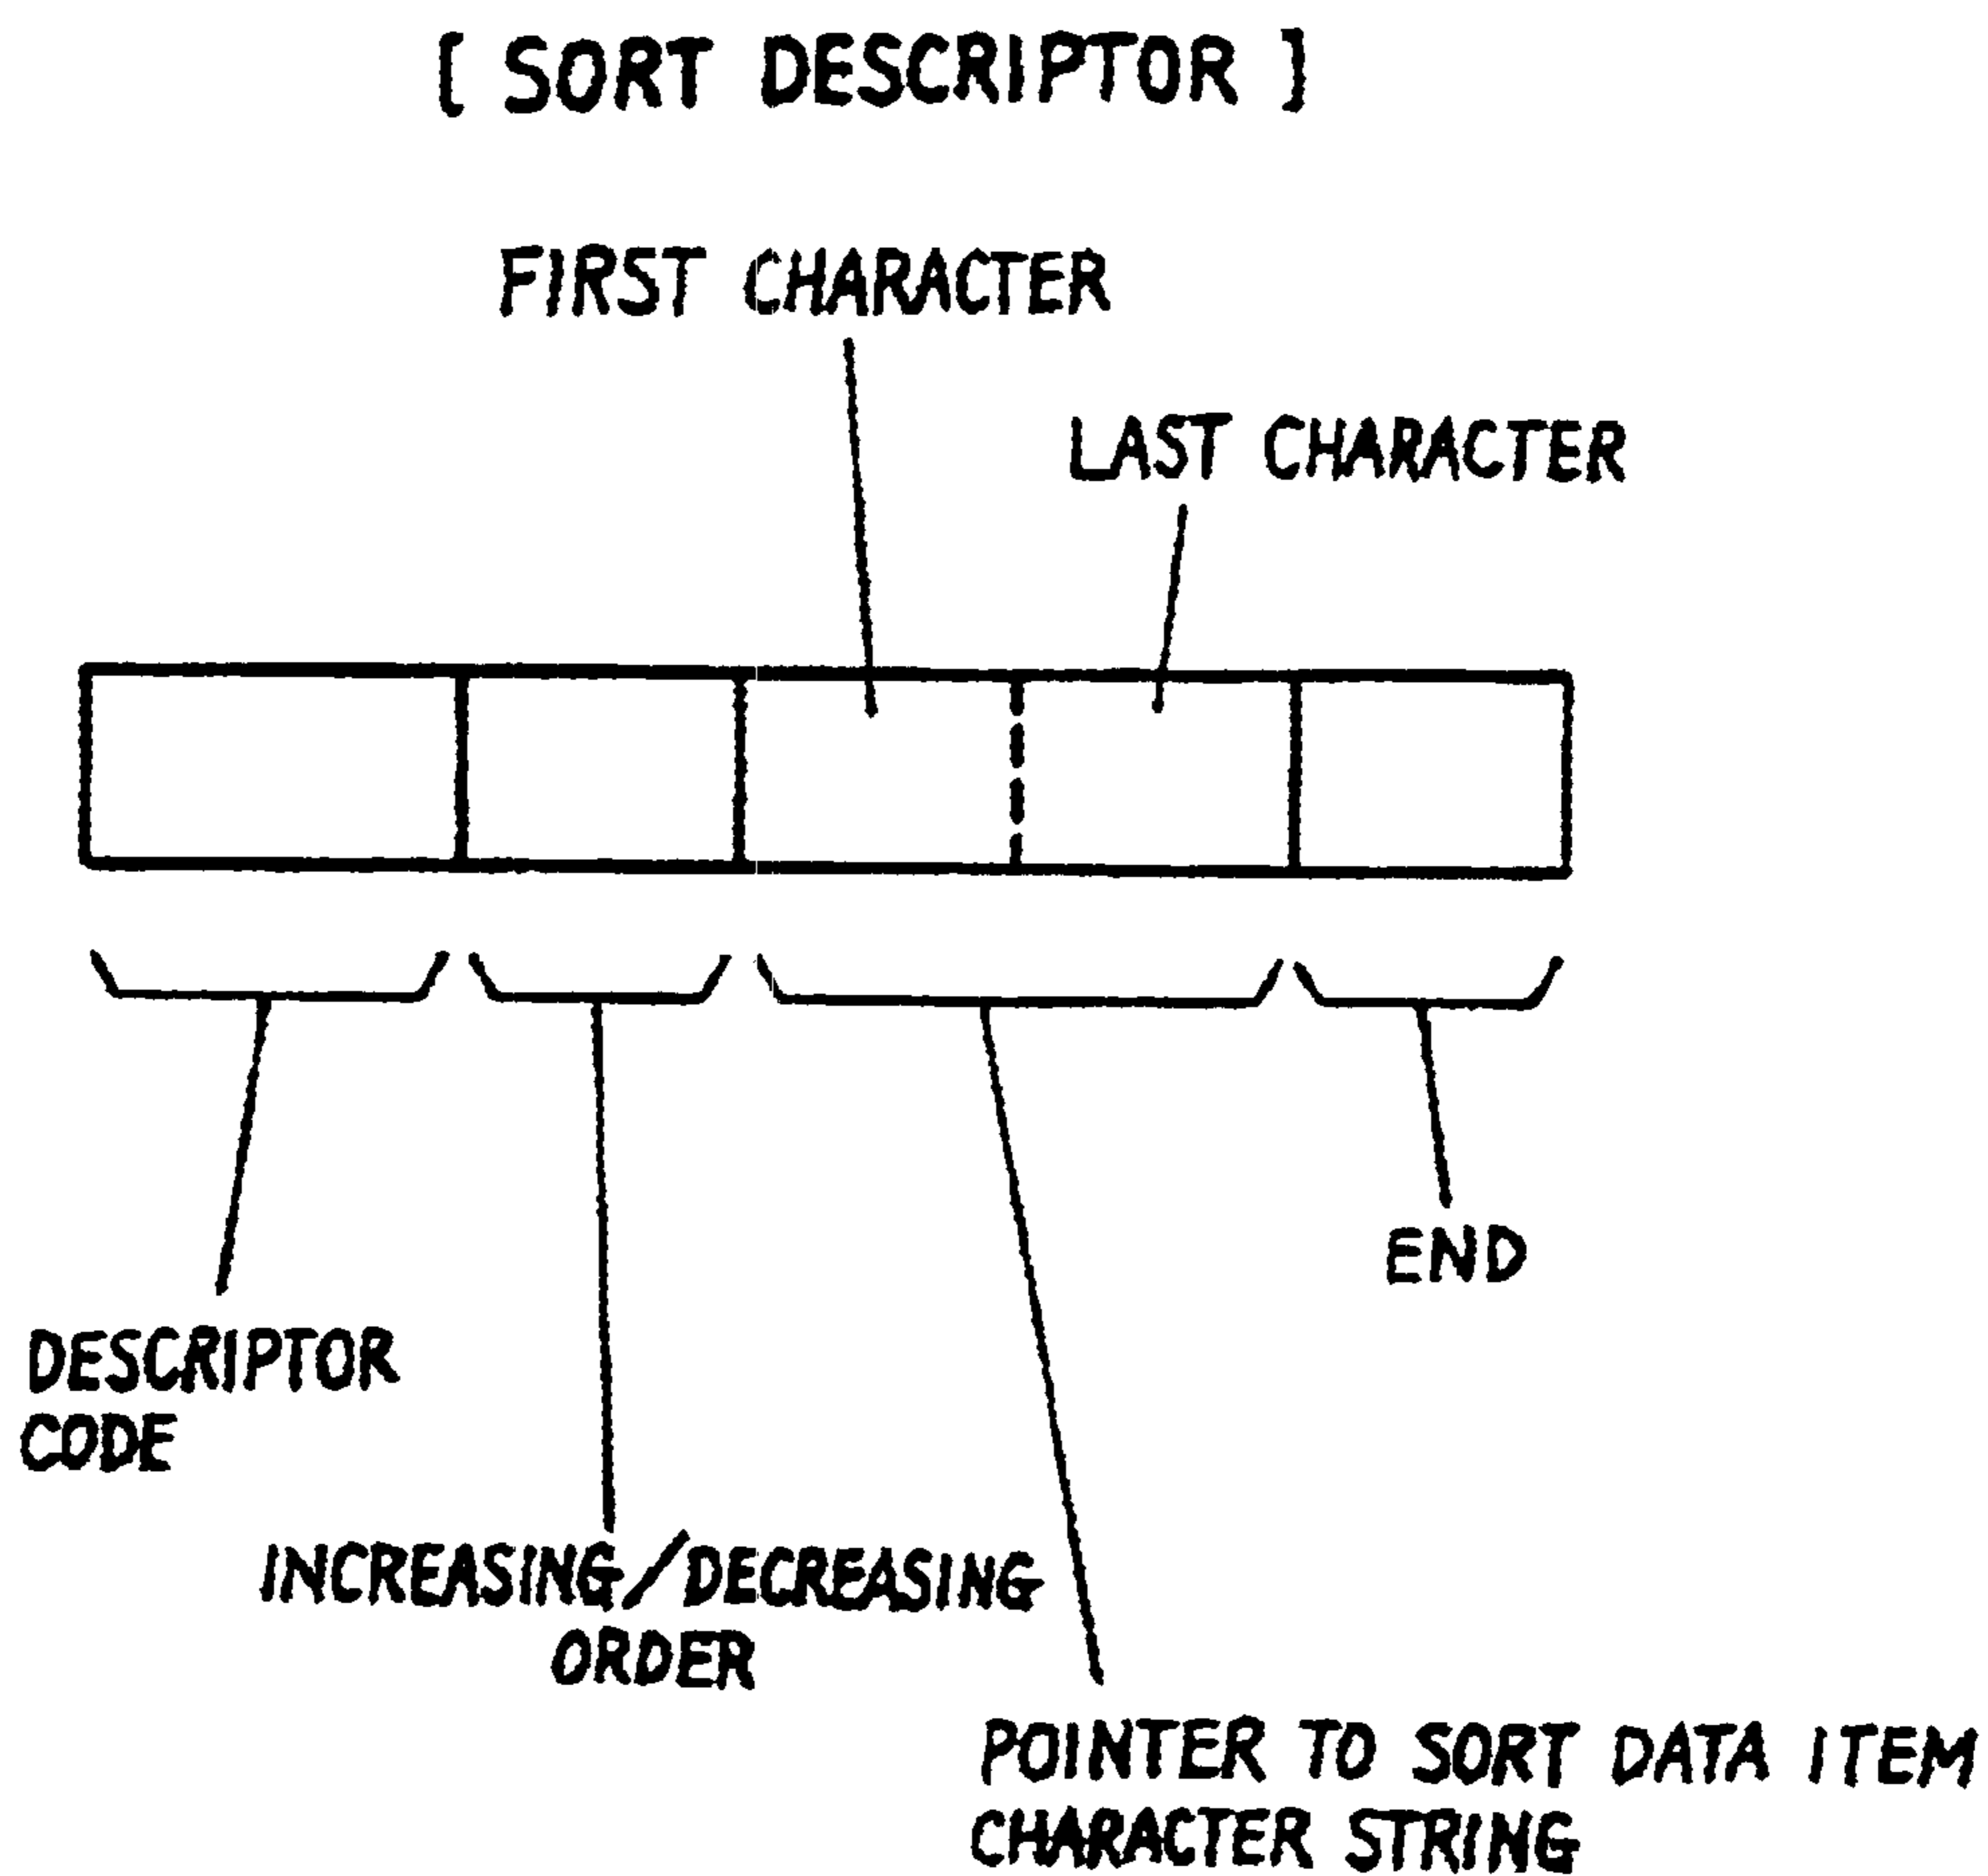 [ SORT DESCRIPTOR ]
FIRST CHARACTER
LAST CHARACTER
END
DESCRIPTOR
CODE
INCREASING/DECREASING
ORDER
POINTER TO SORT DATA ITEM
CHARACTER STRING